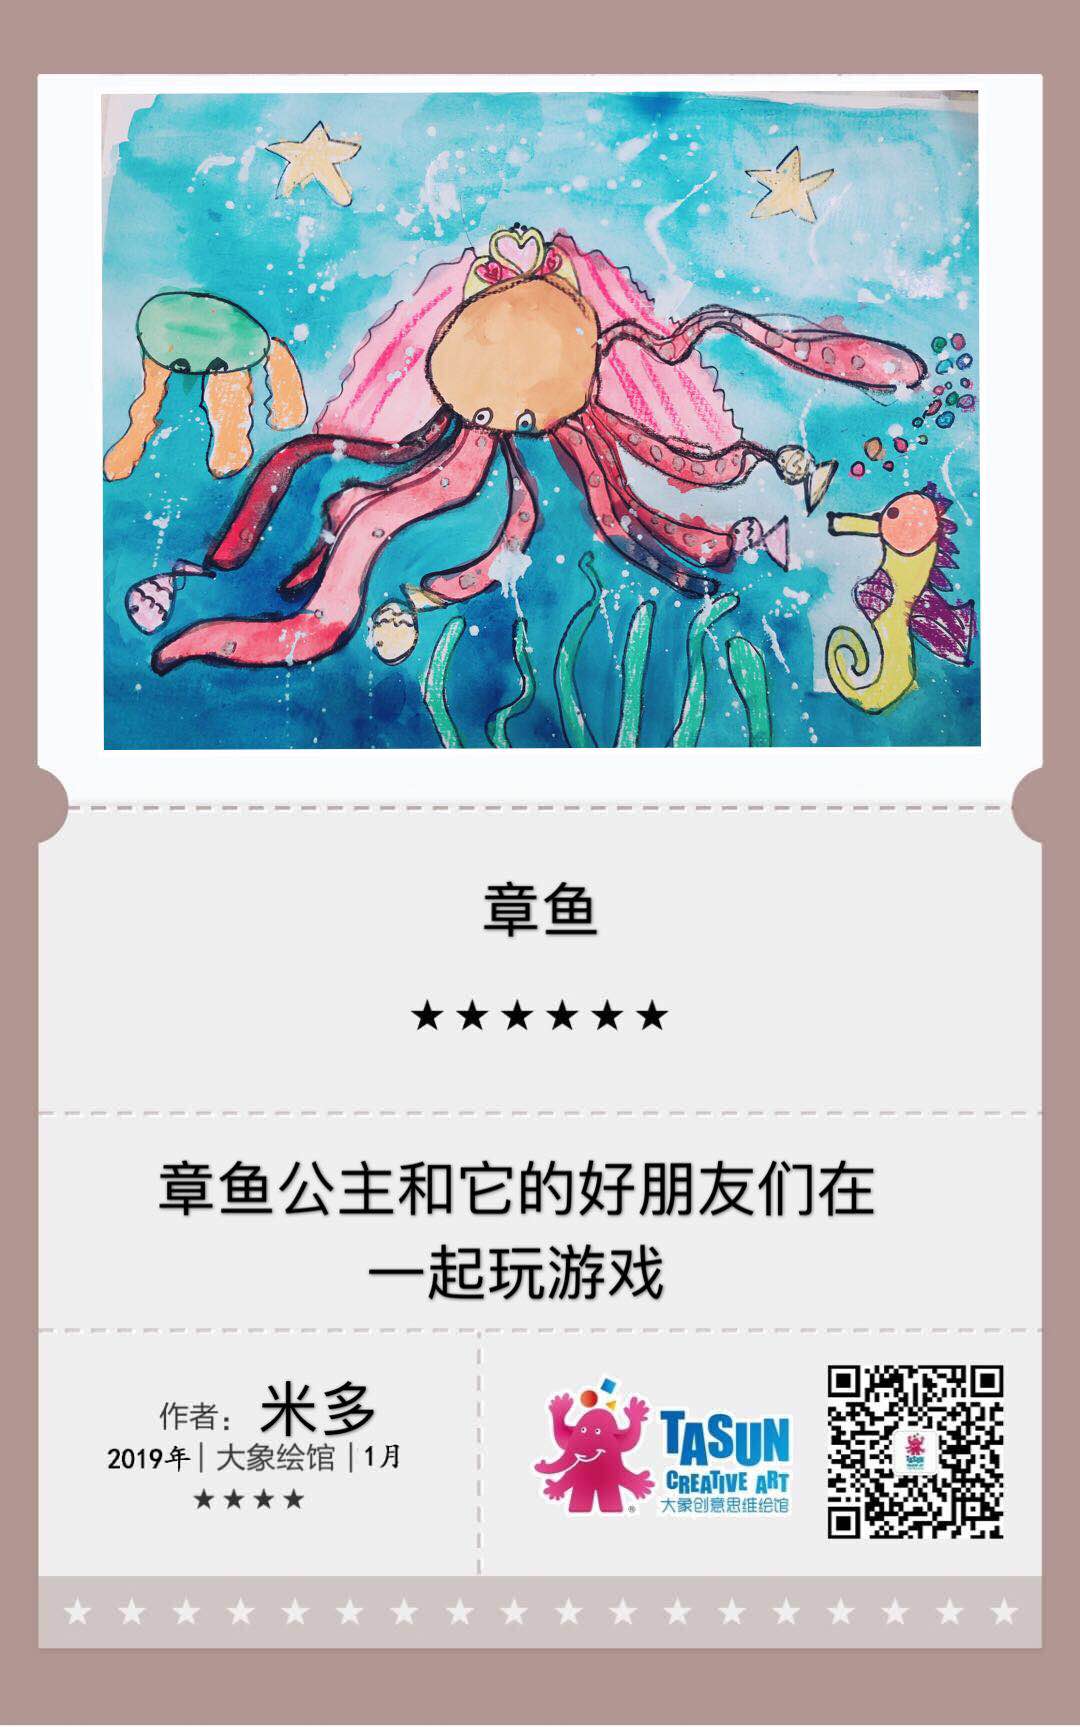 章鱼
★★★★★★
章鱼公主和它的好朋友们在
一起玩游戏
作者：米多
2019年|大象绘馆|1月
★★★★
TASUN
CREATIVE ART
大象创意思维绘馆
®